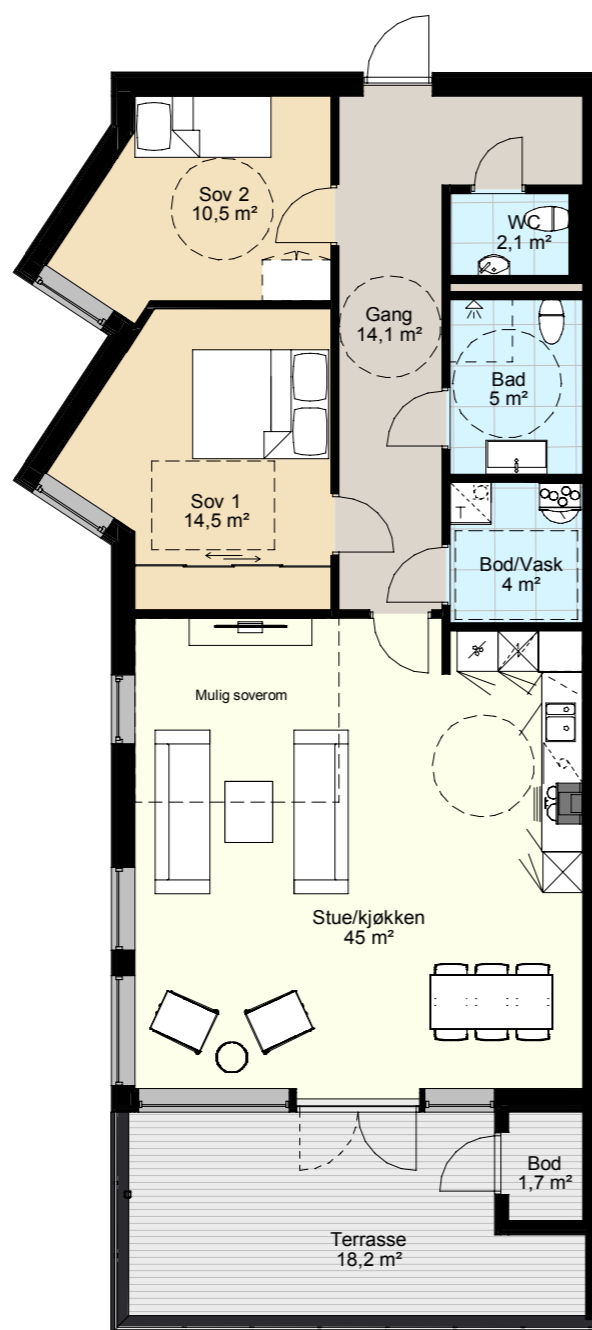 Sov 2
10,5 m²
WC
2,1 m²
Gang
14,1 m²
Bad
5 m²
Sov 1
14,5 m²
T
Bod/Vask
4 m²
Mulig soverom
Stue/kjøkken
45 m²
Bod
1,7 m²
Terrasse
18,2 m²